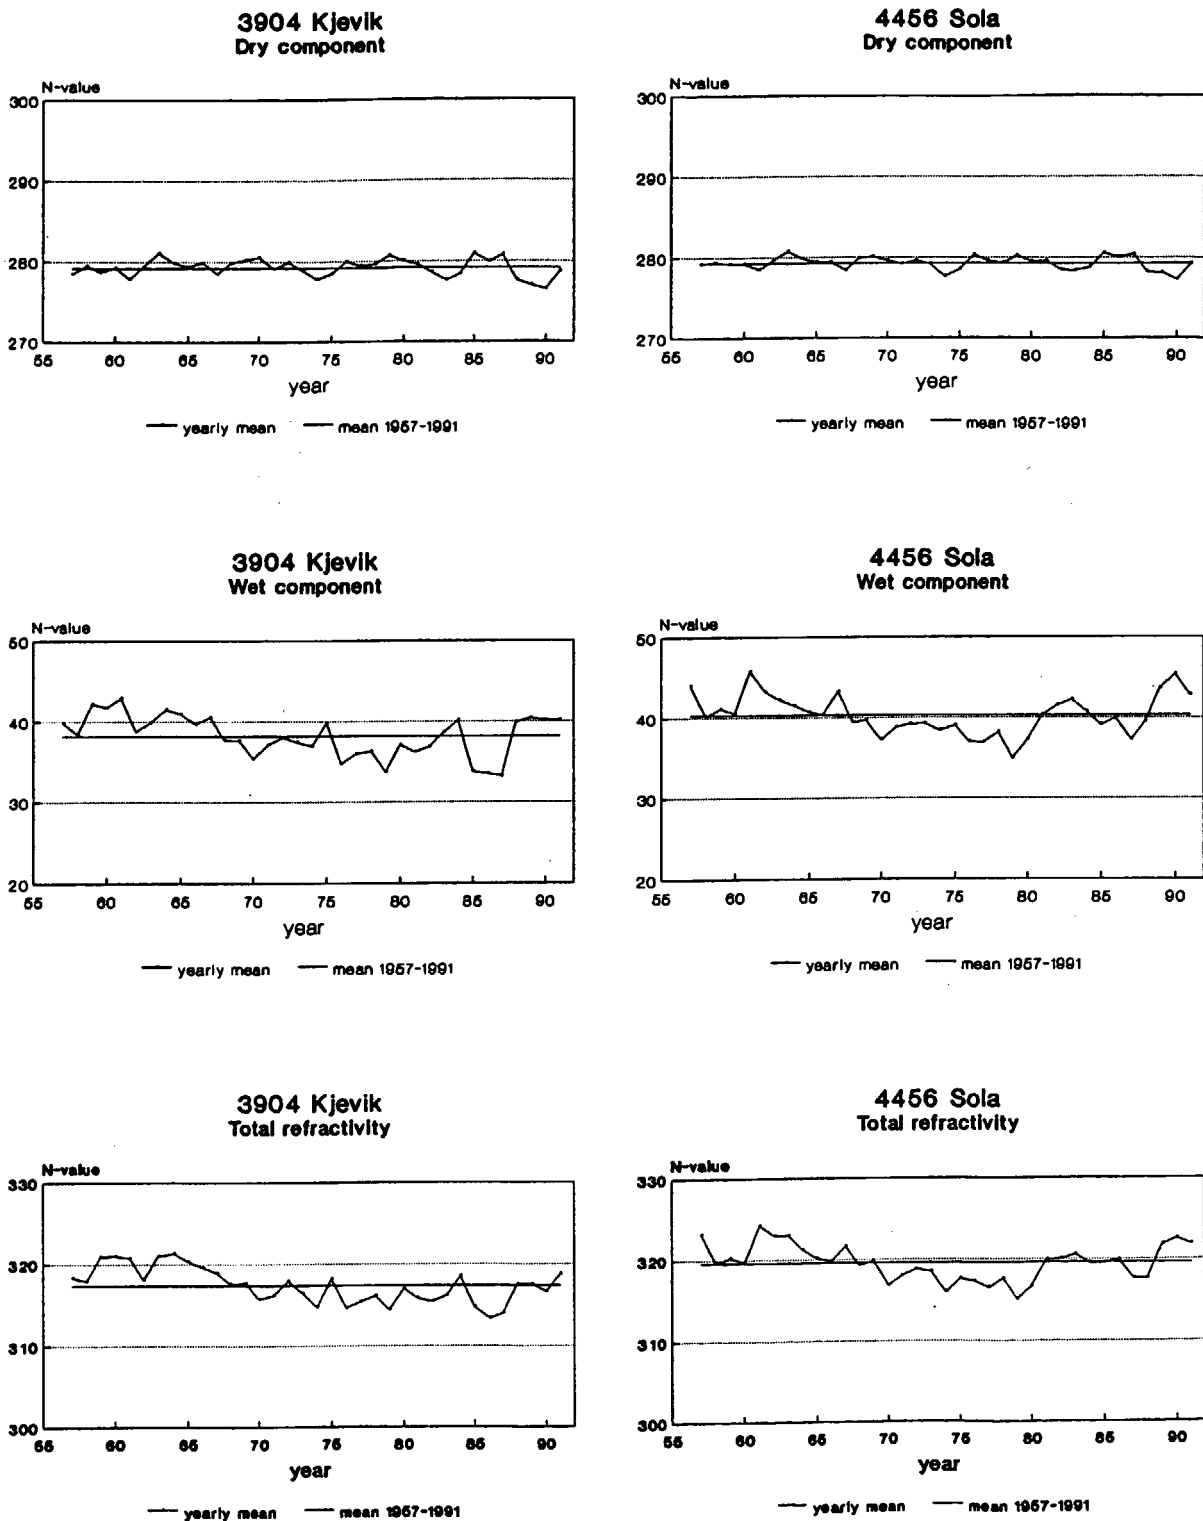 3904 Kjevik
Dry component
N-value
300
290
280
270
55 60 65 70 75 80 85 90
year
yearly mean mean 1957-1991
4456 Sola
Dry component
N-value
300
290
280
270
55 60 65 70 75 80 85 90
year
yearly mean mean 1957-1991
3904 Kjevik
Wet component
N-value
50
40
30
20
55 60 65 70 75 80 85 90
year
yearly mean mean 1957-1991
4456 Sola
Wet component
N-value
50
40
30
20
55 60 65 70 75 80 85 90
year
yearly mean mean 1957-1991
3904 Kjevik
Total refractivity
N-value
330
320
310
300
55 60 65 70 75 80 85 90
year
yearly mean mean 1957-1991
4456 Sola
Total refractivity
N-value
330
320
310
300
55 60 65 70 75 80 85 90
year
yearly mean mean 1957-1991